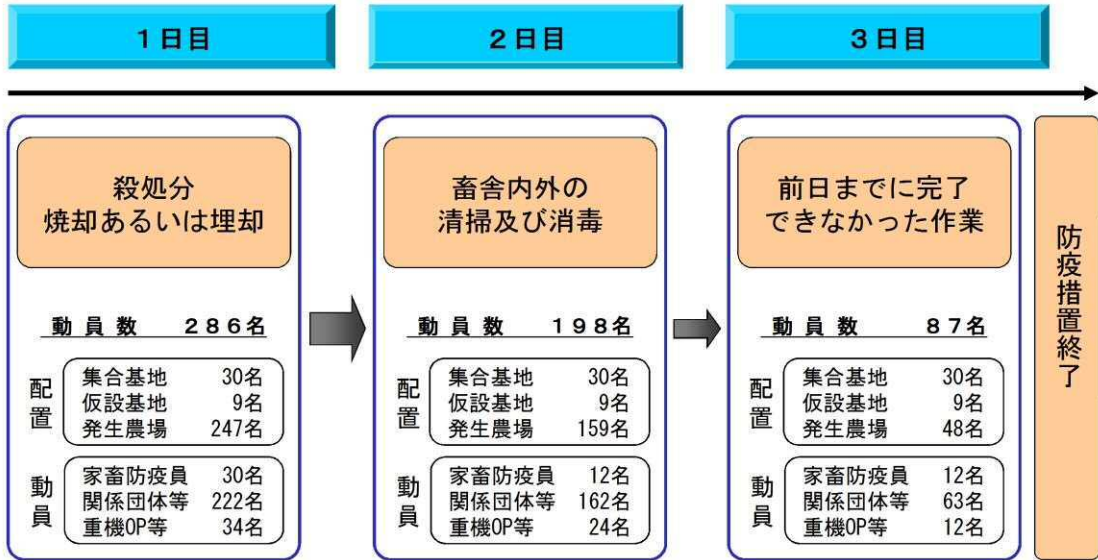 1日目
2日目
3日目
殺処分
焼却あるいは埋却
動員数 286名
配置
集合基地 30名
仮設基地 9名
発生農場 247名
動員
家畜防疫員 30名
関係団体等 222名
重機OP等 34名
畜舎内外の
清掃及び消毒
動員数 198名
配置
集合基地 30名
仮設基地 9名
発生農場 159名
動員
家畜防疫員 12名
関係団体等 162名
重機OP等 24名
前日までに完了
できなかった作業
動員数 87名
配置
集合基地 30名
仮設基地 9名
発生農場 48名
動員
家畜防疫員 12名
関係団体等 63名
重機OP等 12名
防疫措置終了